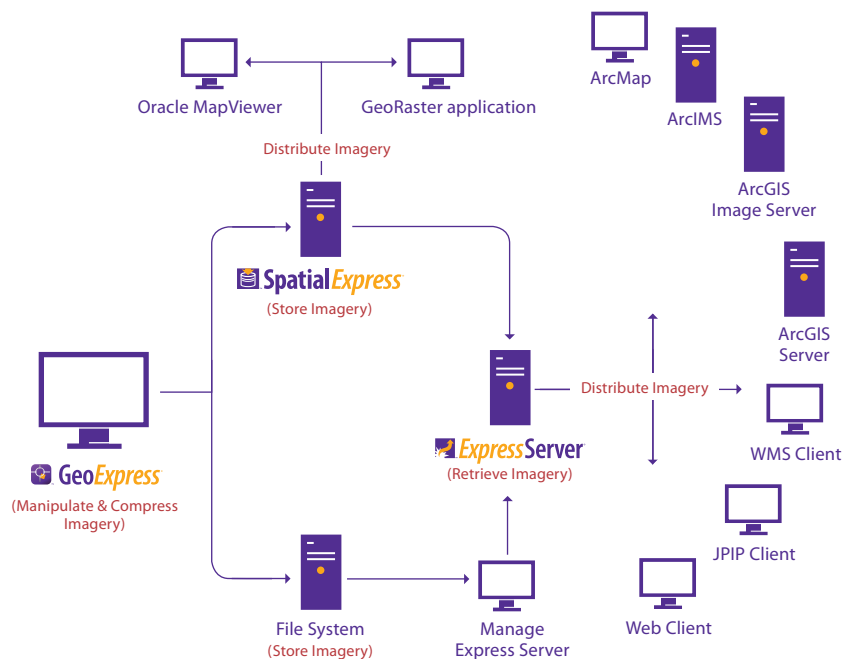 ArcMap
Oracle MapViewer
GeoRaster application
ArcIMS
Distribute Imagery
ArcGIS
Image Server
SpatialExpress
(Store Imagery)
ArcGIS
Server
Distribute Imagery
ExpressServer
(Retrieve Imagery)
WMS Client
GeoExpress
(Manipulate & Compress
Imagery)
JPIP Client
File System
(Store Imagery)
Manage
Express Server
Web Client